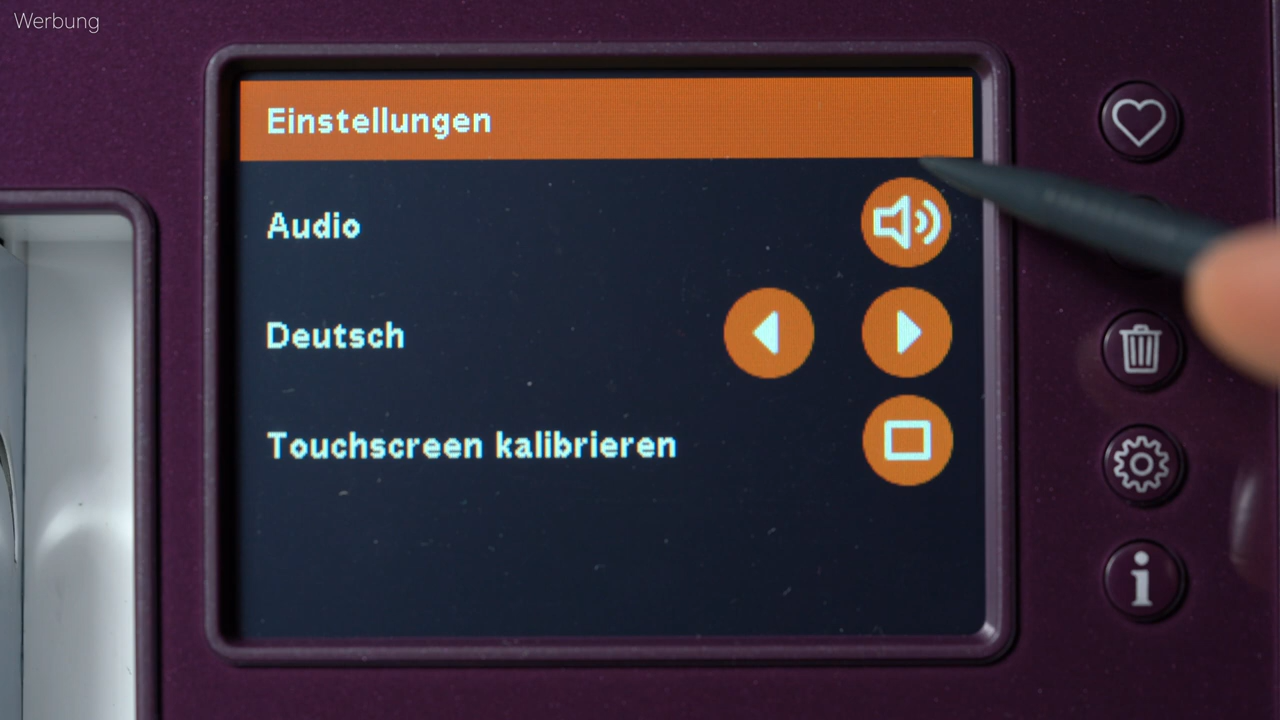 Werbung
Einstellungen
Audio
Deutsch
Touchscreen kalibrieren